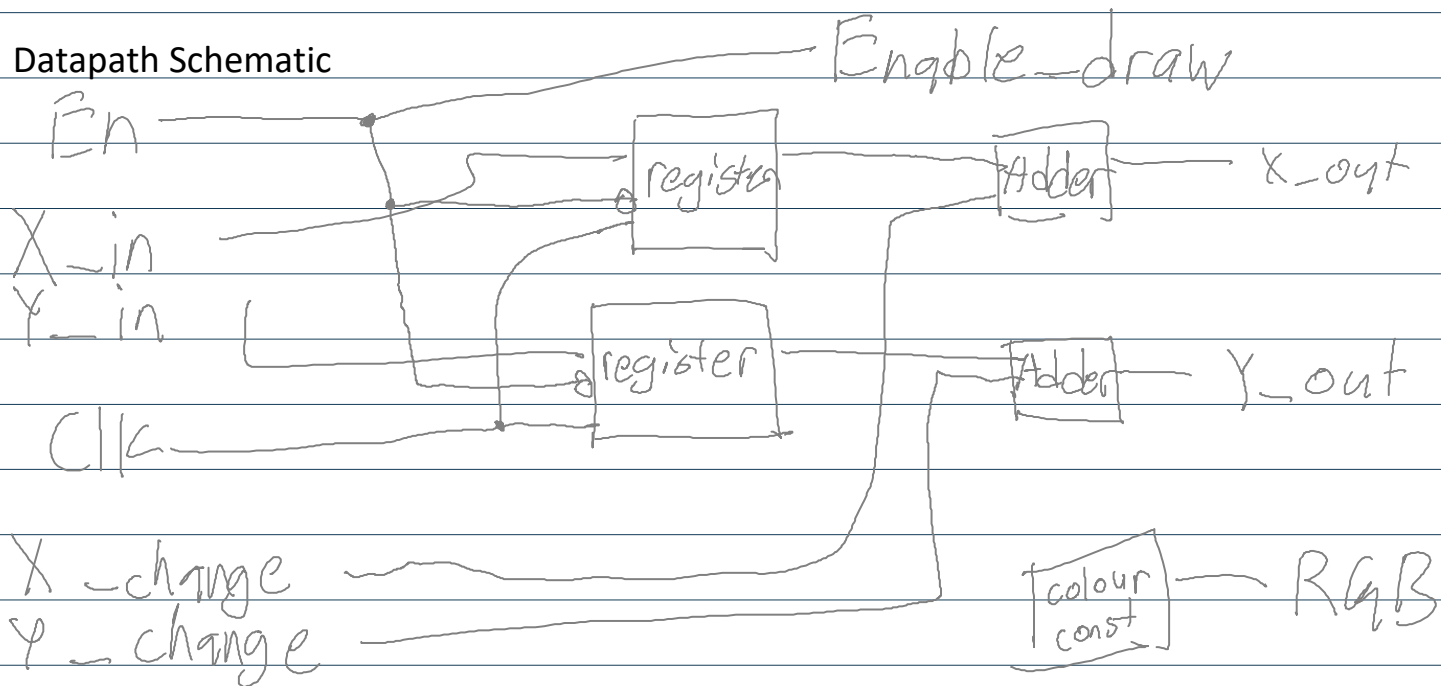 Datapath Schematic
Enable_draw
En
register
Adder
X_out
X_in
Y_in
register
Adder
Y_out
Clk
X_change
colour
const
RGB
Y_change